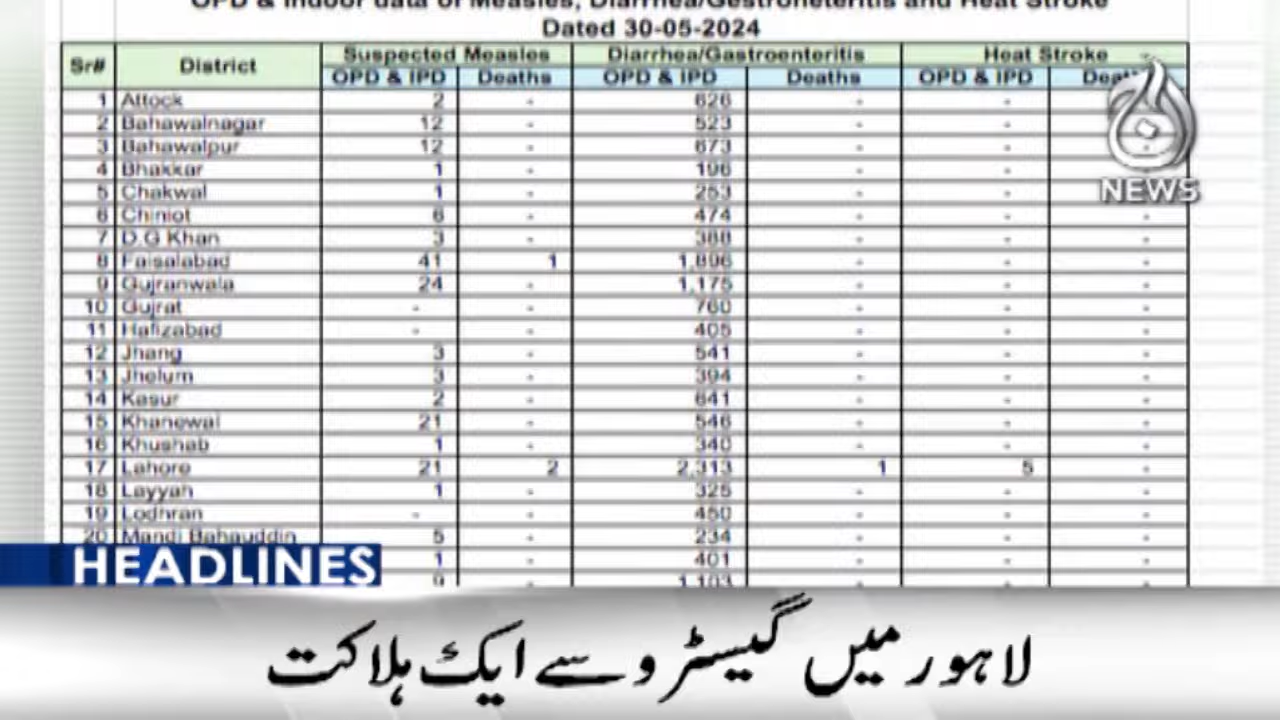 OPD & Indoor data of Measles, Diarrhea/Gestroneteritis and Heat Stroke
Dated 30-05-2024
Sr# District Suspected Measles Diarrhea/Gastroenteritis Heat Stroke
OPD & IPD Deaths OPD & IPD Deaths OPD & IPD
1 Attock 2 - 626 - - -
2 Bahawalnagar 12 - 523 - -
3 Bahawalpur 12 - 673 - -
4 Bhakkar 1 - 196 - -
5 Chakwal 1 - 253 - -
6 Chiniot 6 - 474 - - -
7 D.G Khan 3 - 388 - - -
8 Faisalabad 41 1 1,896 - - -
9 Gujranwala 24 - 1,175 - - -
10 Gujrat - - 760 - - -
11 Hafizabad - - 405 - - -
12 Jhang 3 - 541 - - -
13 Jhelum 3 - 394 - - -
14 Kasur 2 - 641 - - -
15 Khanewal 21 - 546 - - -
16 Khushab 1 - 340 - - -
17 Lahore 21 2 2,313 1 5 -
18 Layyah 1 - 325 - - -
19 Lodhran - - 450 - - -
20 Mandi Bahauddin 5 - 234 - - -
1 - 401 - - -
9 - 1,103 - - -
آج
NEWS
HEADLINES
لاہور میں گیسٹرو سے ایک ہلاکت